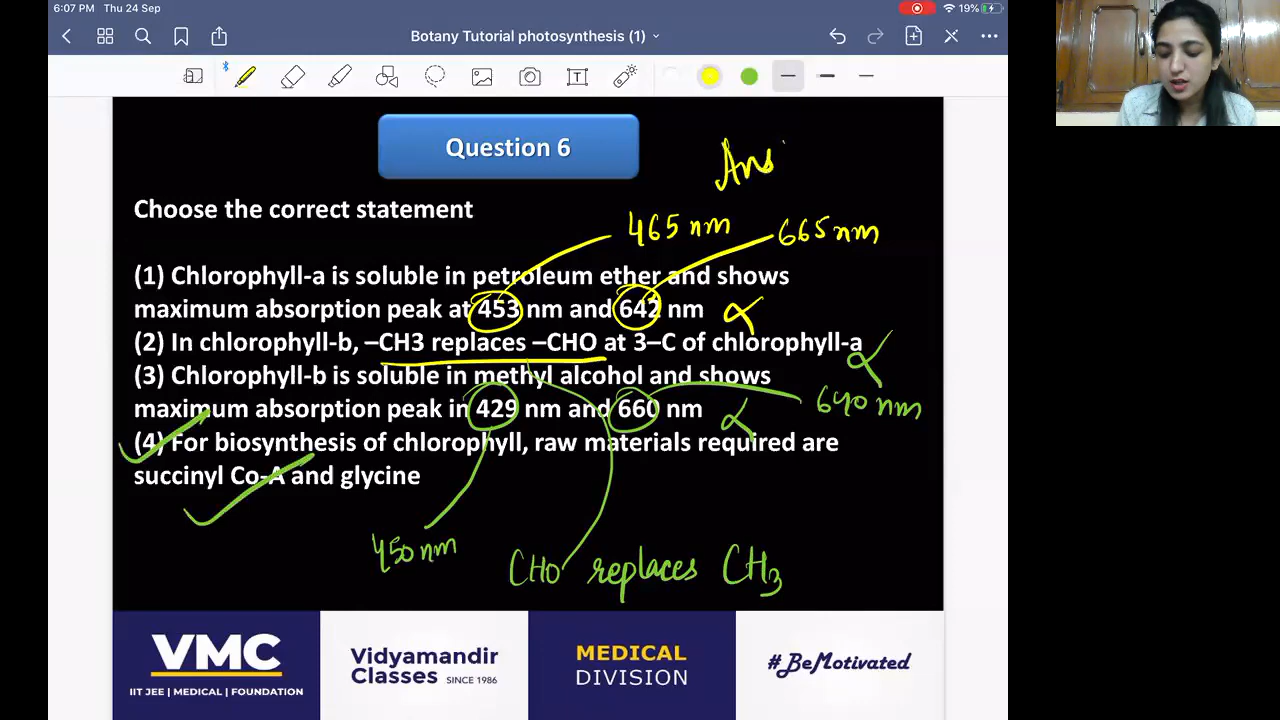 6:07 PM Thu 24 Sep
19%
Botany Tutorial photosynthesis (1)
T
Question 6
Ans
Choose the correct statement
465 nm
665 nm
(1) Chlorophyll-a is soluble in petroleum ether and shows
maximum absorption peak at 453 nm and 642 nm
(2) In chlorophyll-b, –CH3 replaces –CHO at 3–C of chlorophyll-a
(3) Chlorophyll-b is soluble in methyl alcohol and shows
maximum absorption peak in 429 nm and 660 nm
640 nm
(4) For biosynthesis of chlorophyll, raw materials required are
succinyl Co-A and glycine
450 nm
CHO replaces CH3
VMC
IIT JEE | MEDICAL | FOUNDATION
Vidyamandir
Classes SINCE 1986
MEDICAL
DIVISION
#BeMotivated